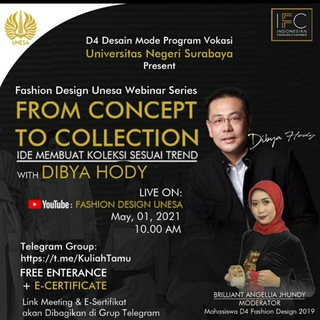 UNESA
D4 Desain Mode Program Vokasi
Universitas Negeri Surabaya
Present
IFC
INDONESIAN
FASHION CHAMBER
Fashion Design Unesa Webinar Series
FROM CONCEPT
TO COLLECTION
IDE MEMBUAT KOLEKSI SESUAI TREND
WITH DIBYA HODY
Dibya Hody
LIVE ON:
YouTube : FASHION DESIGN UNESA
May, 01, 2021
10.00 AM
Telegram Group:
https://t.me/KuliahTamu
FREE ENTERANCE
+ E-CERTIFICATE
Link Meeting & E-Sertifikat
akan Dibagikan di Grup Telegram
BRILLIANT ANGELLIA JHUNDY
MODERATOR
Mahasiswa D4 Fashion Design 2019